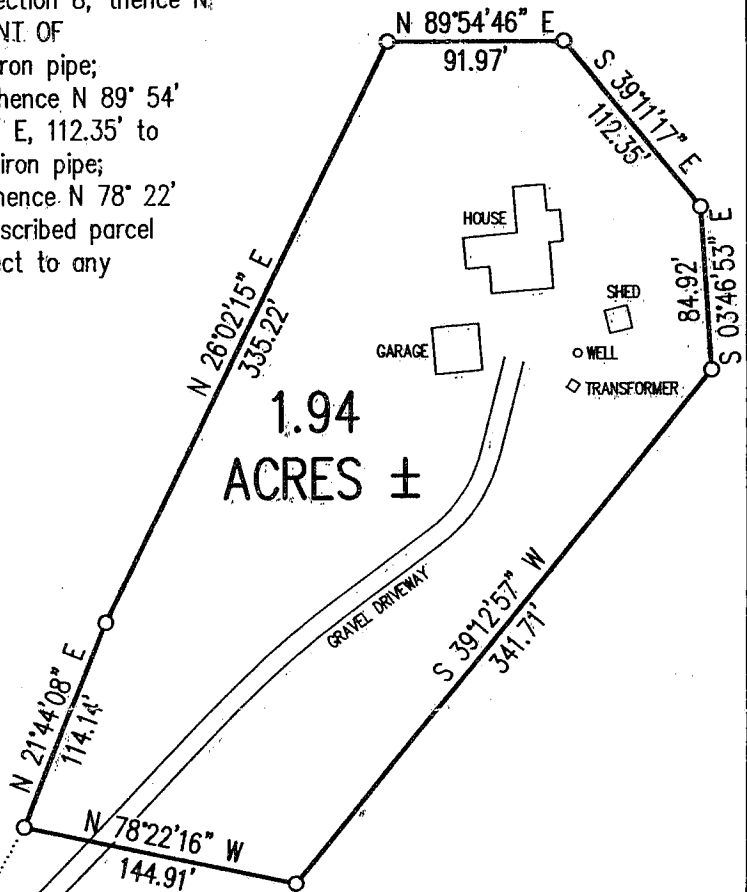 ection 8, thence N
NT. OF
ron pipe;
hence N 89° 54'
" E, 112.35' to
iron pipe;
hence N 78° 22'
scribed parcel
ect to any
N 89°54'46" E
91.97'
S 39°11'17" E
112.35'
S 03°46'53" E
84.92'
HOUSE
SHED
GARAGE
WELL
TRANSFORMER
N 26°02'15" E
335.22'
1.94
ACRES ±
GRAVEL DRIVEWAY
S 39°12'57" W
341.71'
N 21°44'08" E
114.14'
N 78°22'16" W
144.91'